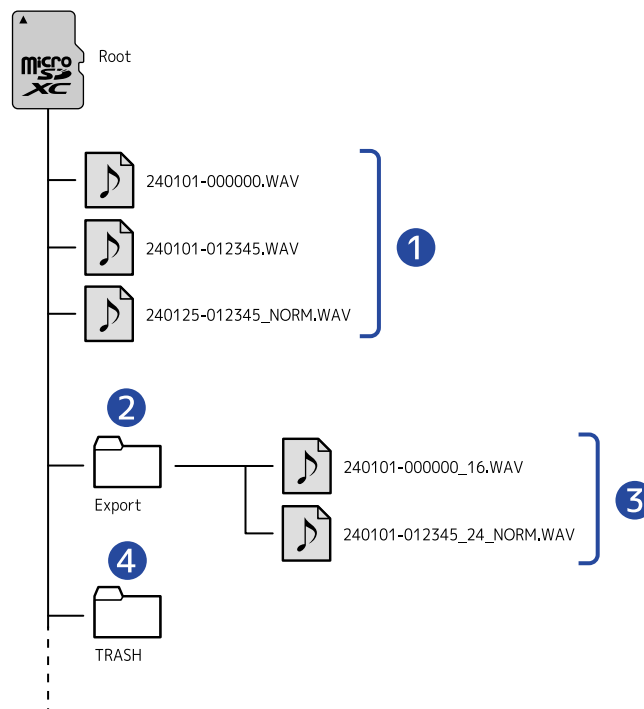 micro
SD
XC
Root
240101-000000.WAV
240101-012345.WAV
240125-012345_NORM.WAV
1
2
Export
240101-000000_16.WAV
240101-012345_24_NORM.WAV
3
4
TRASH